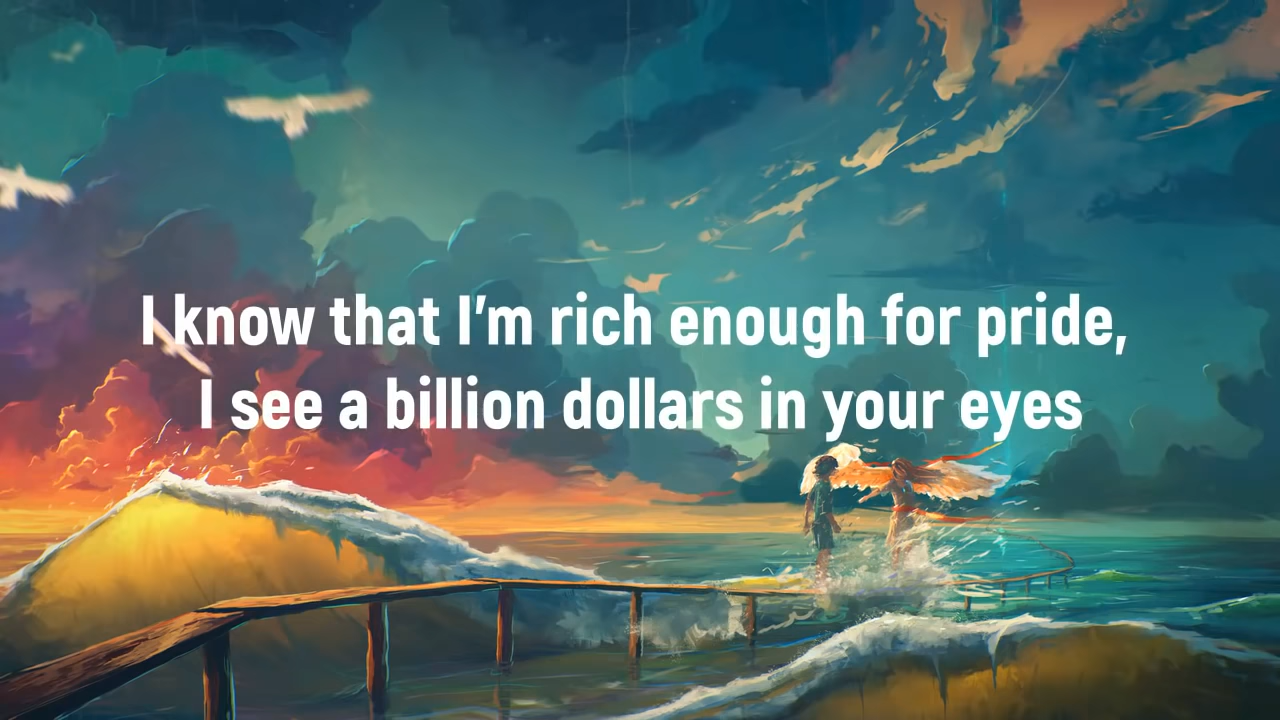 I know that I’m rich enough for pride,
I see a billion dollars in your eyes